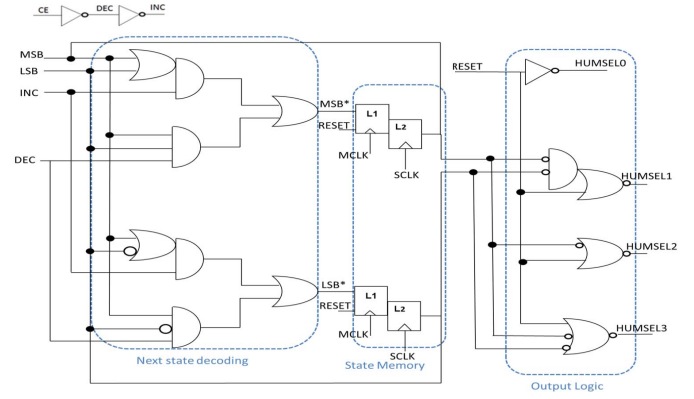 CE DEC INC
MSB
LSB
INC
DEC
MSB*
RESET
L1
L2
MCLK
SCLK
LSB*
RESET
L1
L2
MCLK
SCLK
Next state decoding
State Memory
RESET
HUMSEL0
HUMSEL1
HUMSEL2
HUMSEL3
Output Logic